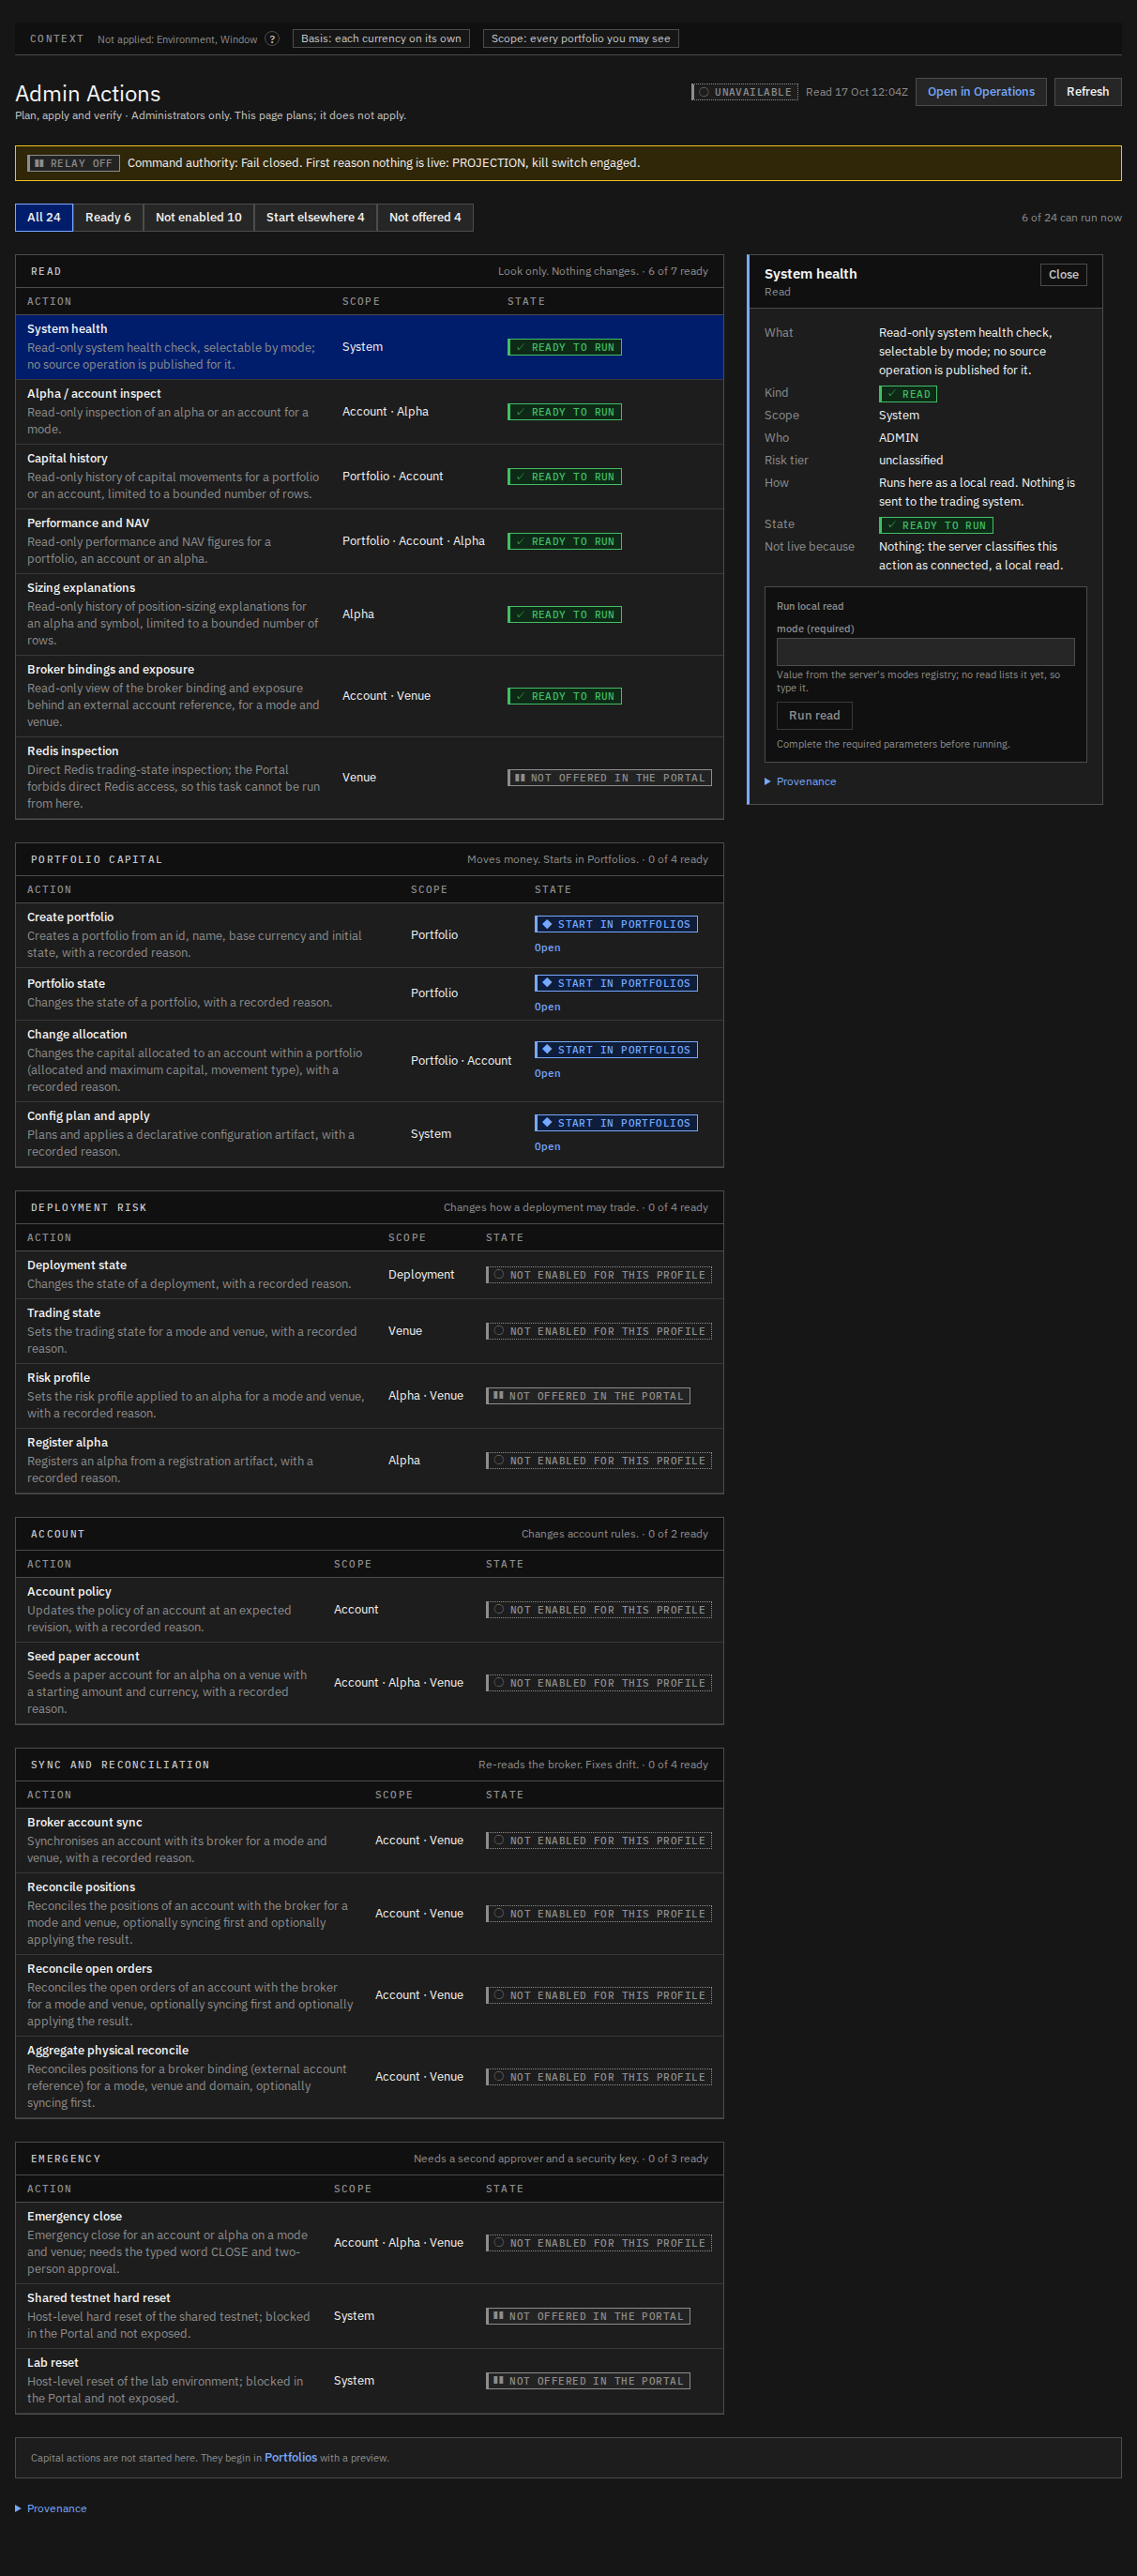 CONTEXT Not applied: Environment, Window ? Basis: each currency on its own Scope: every portfolio you may see
Admin Actions
Plan, apply and verify · Administrators only. This page plans; it does not apply.
UNAVAILABLE Read 17 Oct 12:04Z Open in Operations Refresh
RELAY OFF Command authority: Fail closed. First reason nothing is live: PROJECTION, kill switch engaged.
All 24 Ready 6 Not enabled 10 Start elsewhere 4 Not offered 4
6 of 24 can run now
READ Look only. Nothing changes. · 6 of 7 ready
ACTION SCOPE STATE
System health
Read-only system health check, selectable by mode;
no source operation is published for it.
System
✓ READY TO RUN
Alpha / account inspect
Read-only inspection of an alpha or an account for a
mode.
Account · Alpha
✓ READY TO RUN
Capital history
Read-only history of capital movements for a portfolio
or an account, limited to a bounded number of rows.
Portfolio · Account
✓ READY TO RUN
Performance and NAV
Read-only performance and NAV figures for a
portfolio, an account or an alpha.
Portfolio · Account · Alpha
✓ READY TO RUN
Sizing explanations
Read-only history of position-sizing explanations for
an alpha and symbol, limited to a bounded number of
rows.
Alpha
✓ READY TO RUN
Broker bindings and exposure
Read-only view of the broker binding and exposure
behind an external account reference, for a mode and
venue.
Account · Venue
✓ READY TO RUN
Redis inspection
Direct Redis trading-state inspection; the Portal
forbids direct Redis access, so this task cannot be run
from here.
Venue
NOT OFFERED IN THE PORTAL
System health
Read
Close
What Read-only system health check,
selectable by mode; no source
operation is published for it.
Kind ✓ READ
Scope System
Who ADMIN
Risk tier unclassified
How Runs here as a local read. Nothing is
sent to the trading system.
State ✓ READY TO RUN
Not live because Nothing: the server classifies this
action as connected, a local read.
Run local read
mode (required)
Value from the server's modes registry; no read lists it yet, so
type it.
Run read
Complete the required parameters before running.
Provenance
PORTFOLIO CAPITAL Moves money. Starts in Portfolios. · 0 of 4 ready
ACTION SCOPE STATE
Create portfolio
Creates a portfolio from an id, name, base currency and initial
state, with a recorded reason.
Portfolio
START IN PORTFOLIOS
Open
Portfolio state
Changes the state of a portfolio, with a recorded reason.
Portfolio
START IN PORTFOLIOS
Open
Change allocation
Changes the capital allocated to an account within a portfolio
(allocated and maximum capital, movement type), with a
recorded reason.
Portfolio · Account
START IN PORTFOLIOS
Open
Config plan and apply
Plans and applies a declarative configuration artifact, with a
recorded reason.
System
START IN PORTFOLIOS
Open
DEPLOYMENT RISK Changes how a deployment may trade. · 0 of 4 ready
ACTION SCOPE STATE
Deployment state
Changes the state of a deployment, with a recorded reason.
Deployment
NOT ENABLED FOR THIS PROFILE
Trading state
Sets the trading state for a mode and venue, with a recorded
reason.
Venue
NOT ENABLED FOR THIS PROFILE
Risk profile
Sets the risk profile applied to an alpha for a mode and venue,
with a recorded reason.
Alpha · Venue
NOT OFFERED IN THE PORTAL
Register alpha
Registers an alpha from a registration artifact, with a
recorded reason.
Alpha
NOT ENABLED FOR THIS PROFILE
ACCOUNT Changes account rules. · 0 of 2 ready
ACTION SCOPE STATE
Account policy
Updates the policy of an account at an expected
revision, with a recorded reason.
Account
NOT ENABLED FOR THIS PROFILE
Seed paper account
Seeds a paper account for an alpha on a venue with
a starting amount and currency, with a recorded
reason.
Account · Alpha · Venue
NOT ENABLED FOR THIS PROFILE
SYNC AND RECONCILIATION Re-reads the broker. Fixes drift. · 0 of 4 ready
ACTION SCOPE STATE
Broker account sync
Synchronises an account with its broker for a mode and
venue, with a recorded reason.
Account · Venue
NOT ENABLED FOR THIS PROFILE
Reconcile positions
Reconciles the positions of an account with the broker for a
mode and venue, optionally syncing first and optionally
applying the result.
Account · Venue
NOT ENABLED FOR THIS PROFILE
Reconcile open orders
Reconciles the open orders of an account with the broker
for a mode and venue, optionally syncing first and optionally
applying the result.
Account · Venue
NOT ENABLED FOR THIS PROFILE
Aggregate physical reconcile
Reconciles positions for a broker binding (external account
reference) for a mode, venue and domain, optionally
syncing first.
Account · Venue
NOT ENABLED FOR THIS PROFILE
EMERGENCY Needs a second approver and a security key. · 0 of 3 ready
ACTION SCOPE STATE
Emergency close
Emergency close for an account or alpha on a mode
and venue; needs the typed word CLOSE and two-
person approval.
Account · Alpha · Venue
NOT ENABLED FOR THIS PROFILE
Shared testnet hard reset
Host-level hard reset of the shared testnet; blocked
in the Portal and not exposed.
System
NOT OFFERED IN THE PORTAL
Lab reset
Host-level reset of the lab environment; blocked in
the Portal and not exposed.
System
NOT OFFERED IN THE PORTAL
Capital actions are not started here. They begin in Portfolios with a preview.
Provenance